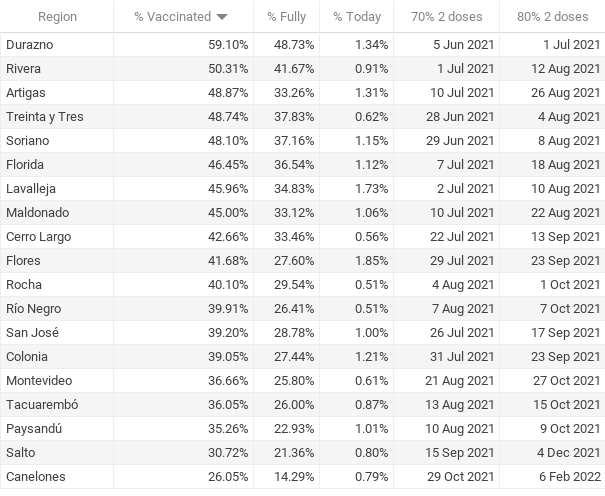 Region % Vaccinated % Fully % Today 70% 2 doses 80% 2 doses
Durazno 59.10% 48.73% 1.34% 5 Jun 2021 1 Jul 2021
Rivera 50.31% 41.67% 0.91% 1 Jul 2021 12 Aug 2021
Artigas 48.87% 33.26% 1.31% 10 Jul 2021 26 Aug 2021
Treinta y Tres 48.74% 37.83% 0.62% 28 Jun 2021 4 Aug 2021
Soriano 48.10% 37.16% 1.15% 29 Jun 2021 8 Aug 2021
Florida 46.45% 36.54% 1.12% 7 Jul 2021 18 Aug 2021
Lavalleja 45.96% 34.83% 1.73% 2 Jul 2021 10 Aug 2021
Maldonado 45.00% 33.12% 1.06% 10 Jul 2021 22 Aug 2021
Cerro Largo 42.66% 33.46% 0.56% 22 Jul 2021 13 Sep 2021
Flores 41.68% 27.60% 1.85% 29 Jul 2021 23 Sep 2021
Rocha 40.10% 29.54% 0.51% 4 Aug 2021 1 Oct 2021
Río Negro 39.91% 26.41% 0.51% 7 Aug 2021 7 Oct 2021
San José 39.20% 28.78% 1.00% 26 Jul 2021 17 Sep 2021
Colonia 39.05% 27.44% 1.21% 31 Jul 2021 23 Sep 2021
Montevideo 36.66% 25.80% 0.61% 21 Aug 2021 27 Oct 2021
Tacuarembó 36.05% 26.00% 0.87% 13 Aug 2021 15 Oct 2021
Paysandú 35.26% 22.93% 1.01% 10 Aug 2021 9 Oct 2021
Salto 30.72% 21.36% 0.80% 15 Sep 2021 4 Dec 2021
Canelones 26.05% 14.29% 0.79% 29 Oct 2021 6 Feb 2022